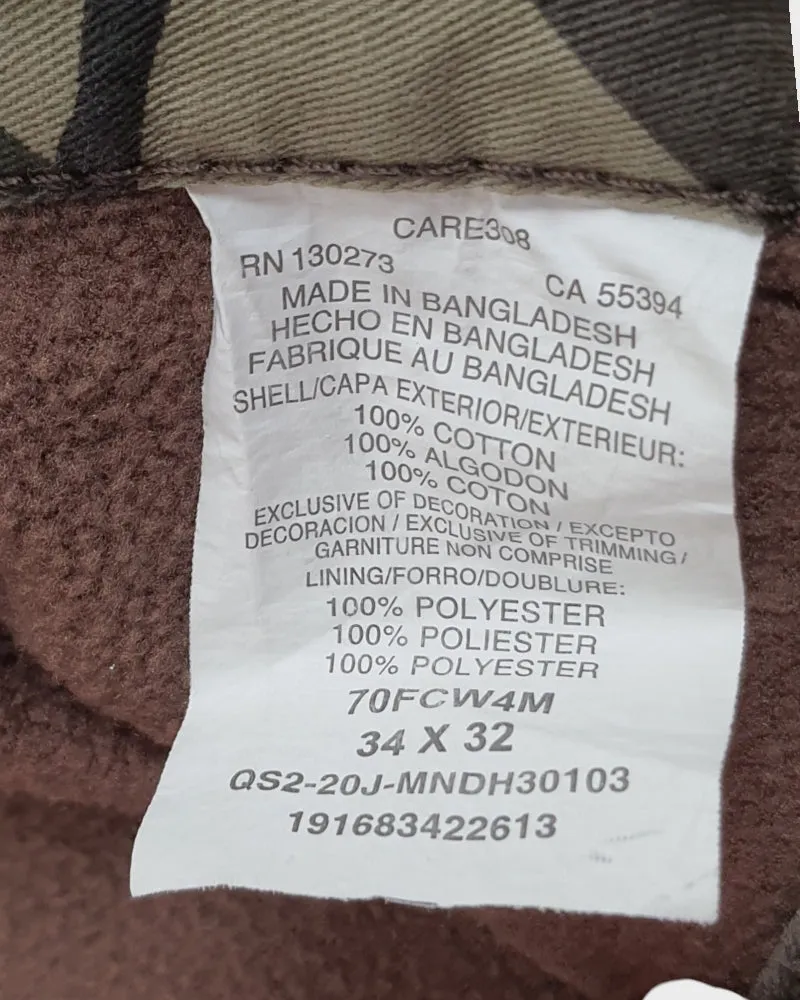 CARE308
RN 130273
CA 55394
MADE IN BANGLADESH
HECHO EN BANGLADESH
FABRIQUE AU BANGLADESH
SHELL/CAPA EXTERIOR/EXTERIEUR:
100% COTTON
100% ALGODON
100% COTON
EXCLUSIVE OF DECORATION / EXCEPTO
DECORACION / EXCLUSIVE OF TRIMMING /
GARNITURE NON COMPRISE
LINING/FORRO/DOUBLURE:
100% POLYESTER
100% POLIESTER
100% POLYESTER
70FCW4M
34 X 32
QS2-20J-MNDH30103
191683422613